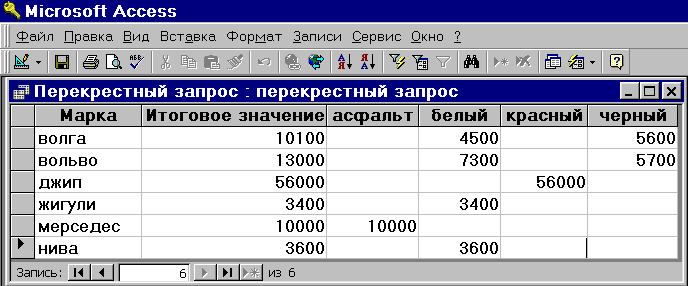 Microsoft Access
Файл Правка Вид Вставка Формат Записи Сервис Окно ?
Перекрестный запрос : перекрестный запрос
Марка Итоговое значение асфальт белый красный черный
волга 10100 4500 5600
вольво 13000 7300 5700
джип 56000 56000
жигули 3400 3400
мерседес 10000 10000
нива 3600 3600
Запись: 6 из 6